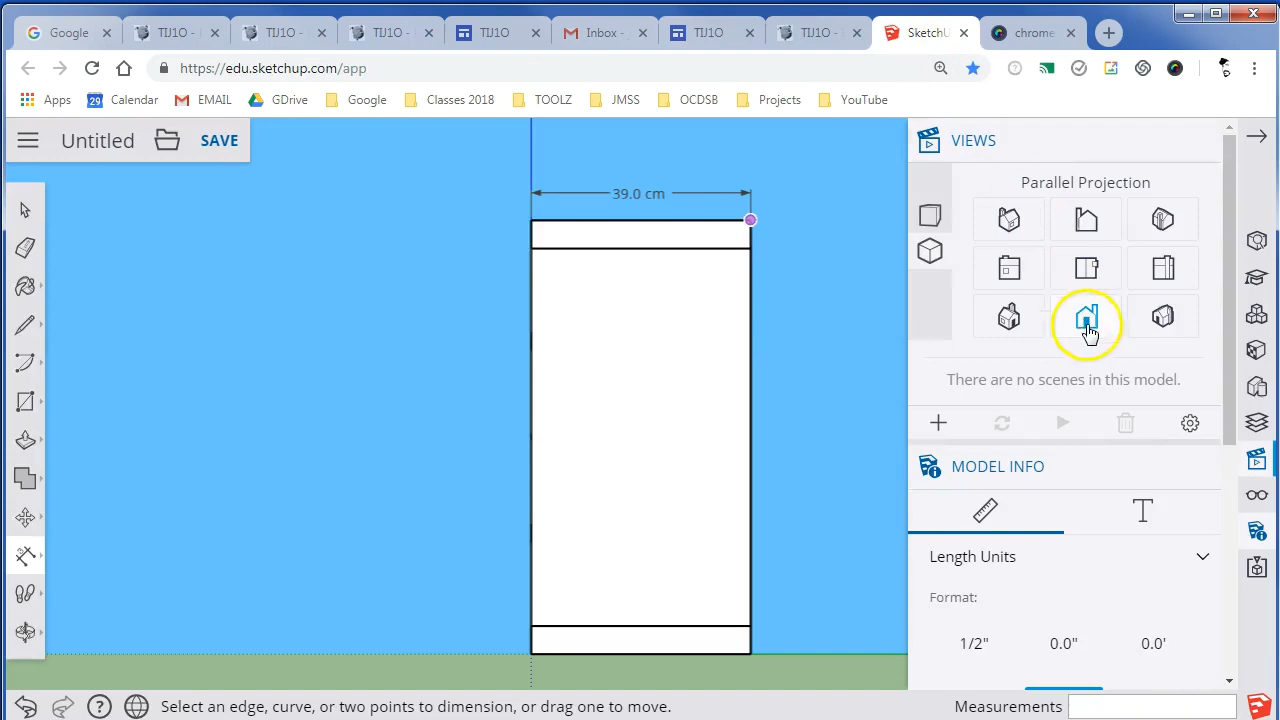 Google
TIJ1O -
TIJ1O -
TIJ1O -
TIJ1O
Inbox -
TIJ1O
TIJ1O -
SketchU
chrome
https://edu.sketchup.com/app
Apps
Calendar
EMAIL
GDrive
Google
Classes 2018
TOOLZ
JMSS
OCDSB
Projects
YouTube
Untitled
SAVE
VIEWS
Parallel Projection
39.0 cm
There are no scenes in this model.
MODEL INFO
Length Units
Format:
1/2"
0.0"
0.0'
Select an edge, curve, or two points to dimension, or drag one to move.
Measurements